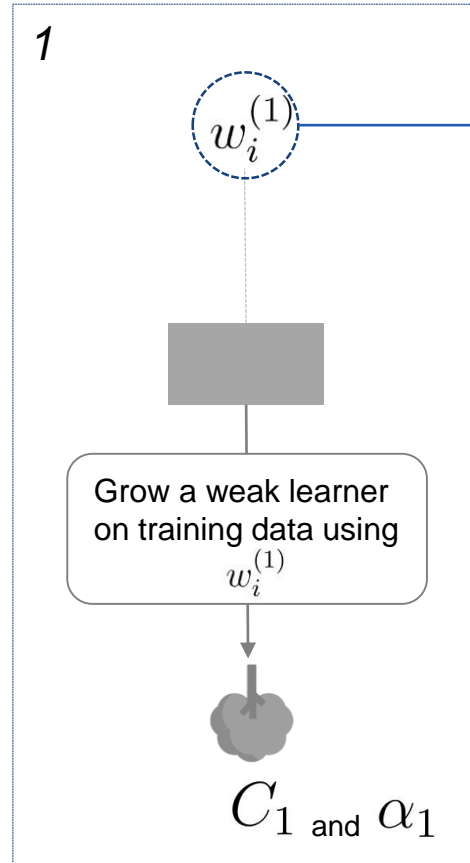 1
w_i^{(1)}
Grow a weak learner
on training data using
w_i^{(1)}
C_1 and α_1